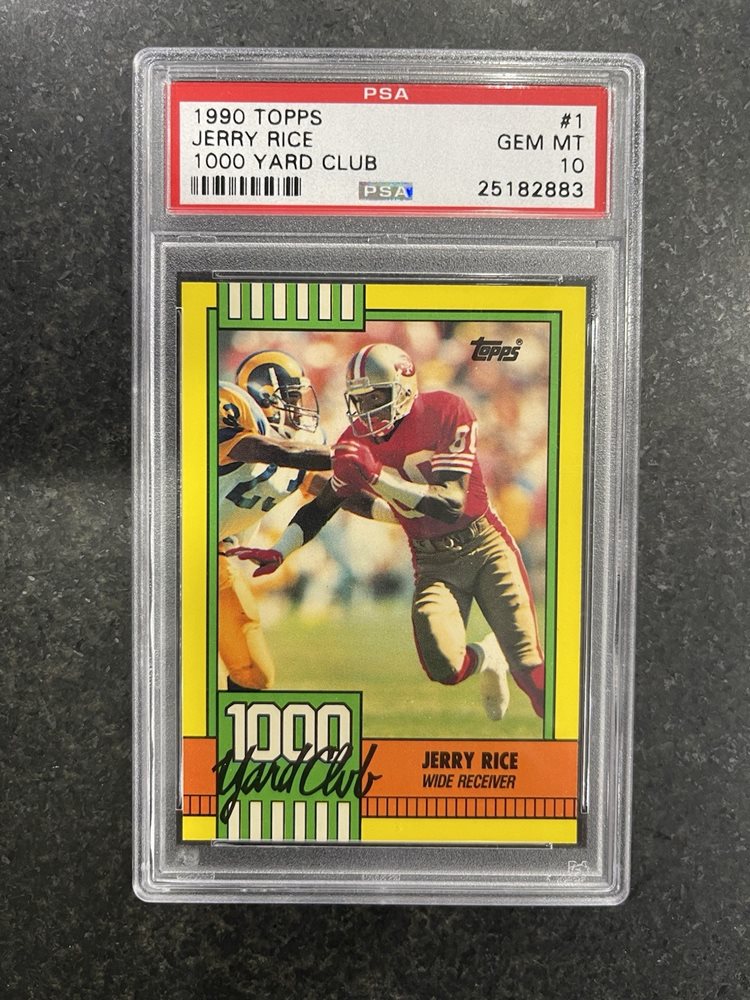 PSA
1990 TOPPS #1
JERRY RICE GEM MT
1000 YARD CLUB 10
PSA 25182883
Topps®
80
1000
Yard Club
JERRY RICE
WIDE RECEIVER